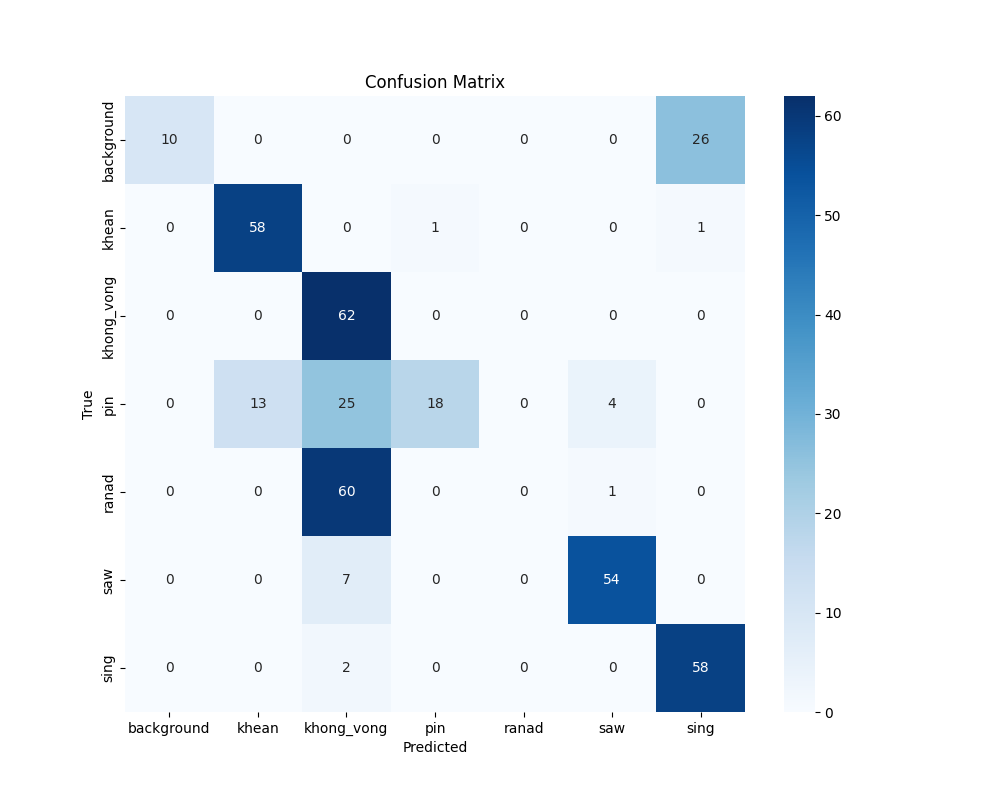 Confusion Matrix
background 10 0 0 0 0 0 26
khean 0 58 0 1 0 0 1
khong_vong 0 0 62 0 0 0 0
pin 0 13 25 18 0 4 0
ranad 0 0 60 0 0 1 0
saw 0 0 7 0 0 54 0
sing 0 0 2 0 0 0 58
True
background khean khong_vong pin ranad saw sing
Predicted
60
50
40
30
20
10
0